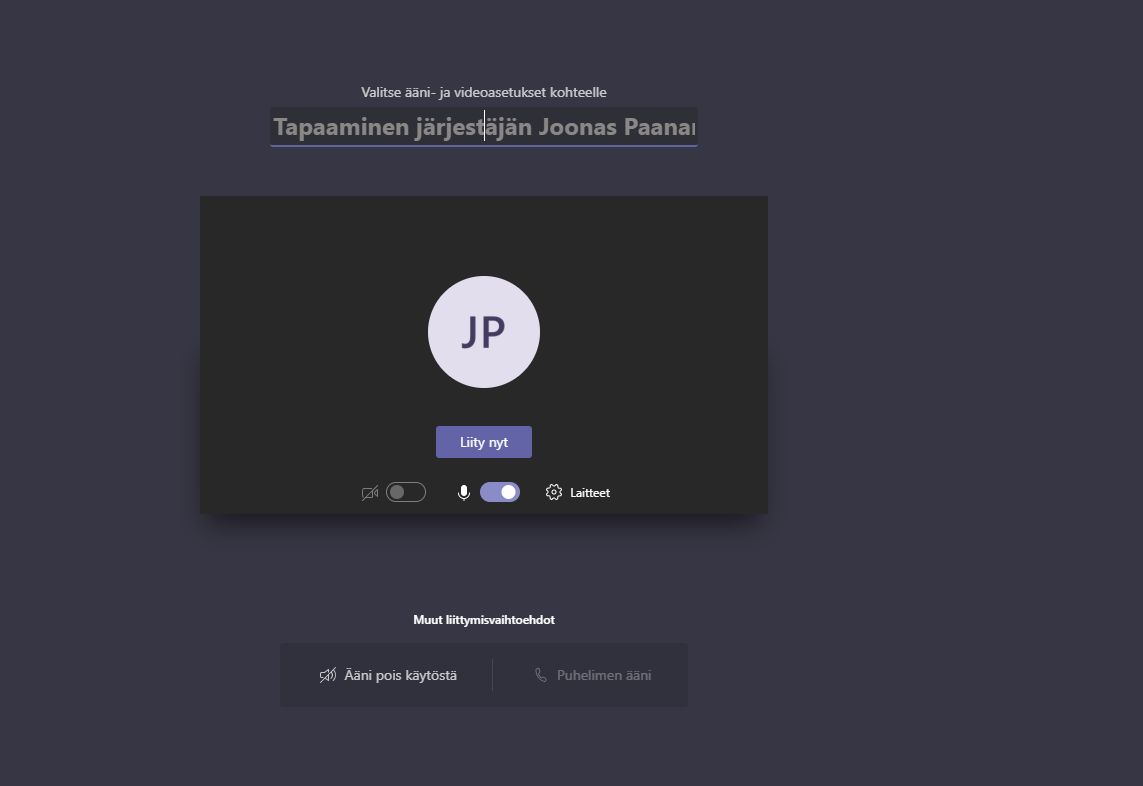 Valitse ääni- ja videoasetukset kohteelle
Tapaaminen järjestäjän Joonas Paanan
JP
Liity nyt
Laitteet
Muut liittymisvaihtoehdot
Ääni pois käytöstä
Puhelimen ääni